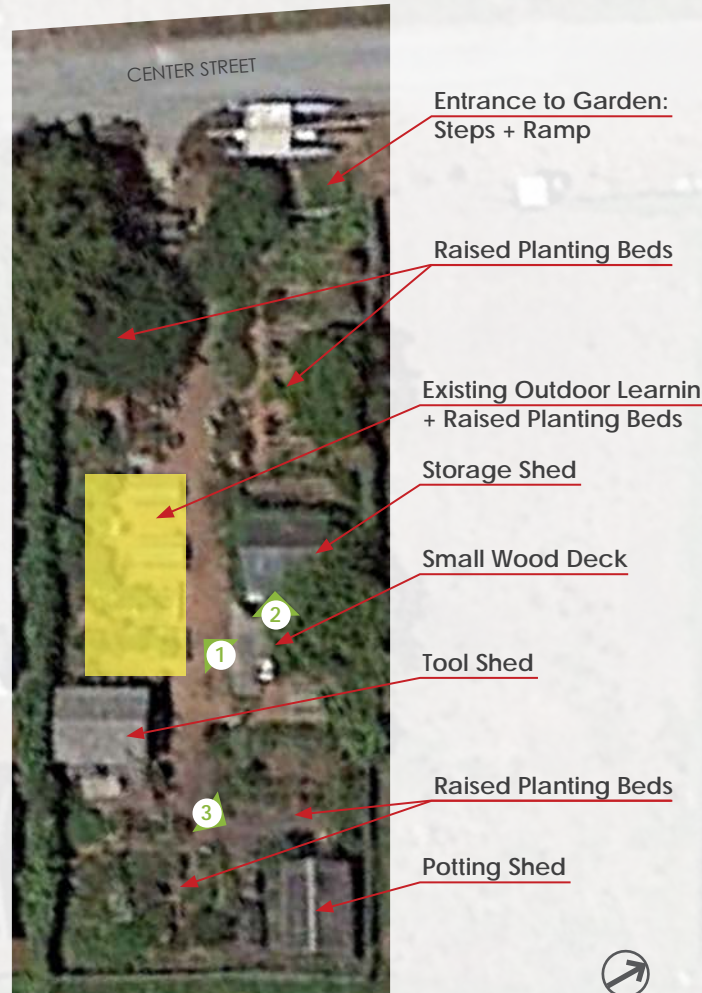 CENTER STREET
Entrance to Garden:
Steps + Ramp
Raised Planting Beds
Existing Outdoor Learnin
+ Raised Planting Beds
Storage Shed
Small Wood Deck
2
1
Tool Shed
Raised Planting Beds
3
Potting Shed